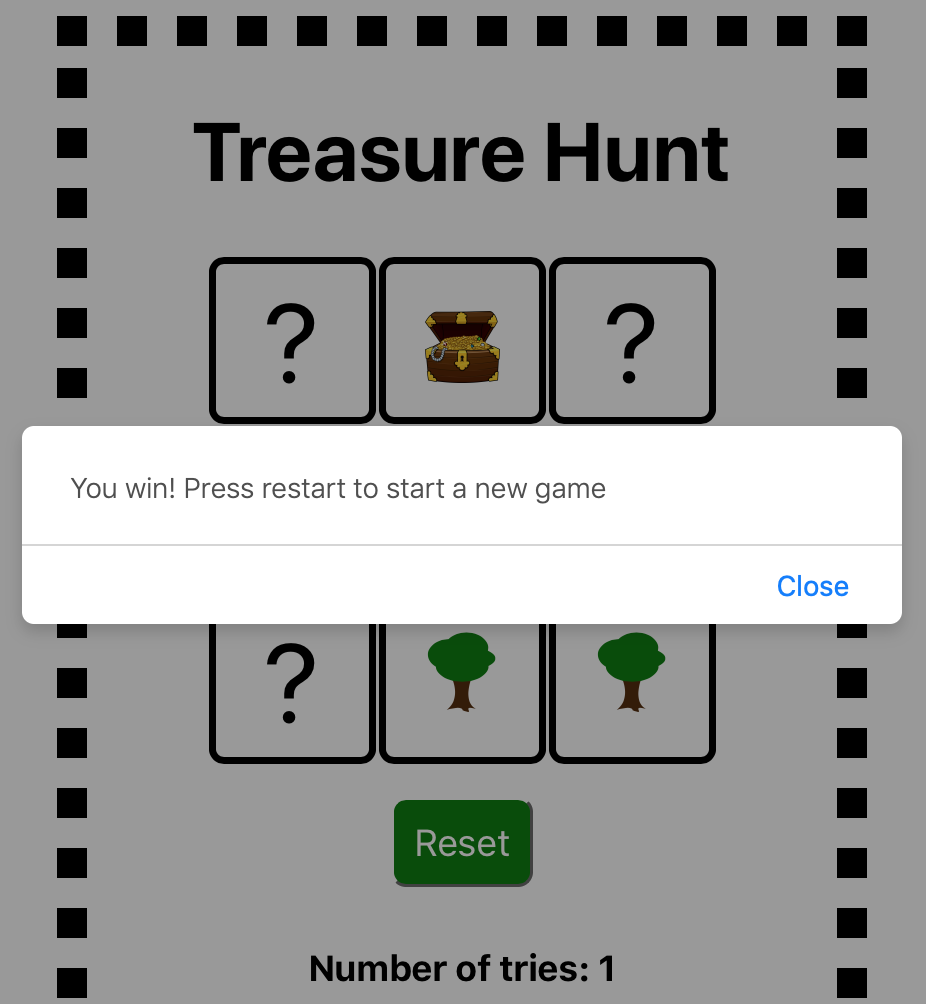 Treasure Hunt
? ?
You win! Press restart to start a new game
Close
?
Reset
Number of tries: 1